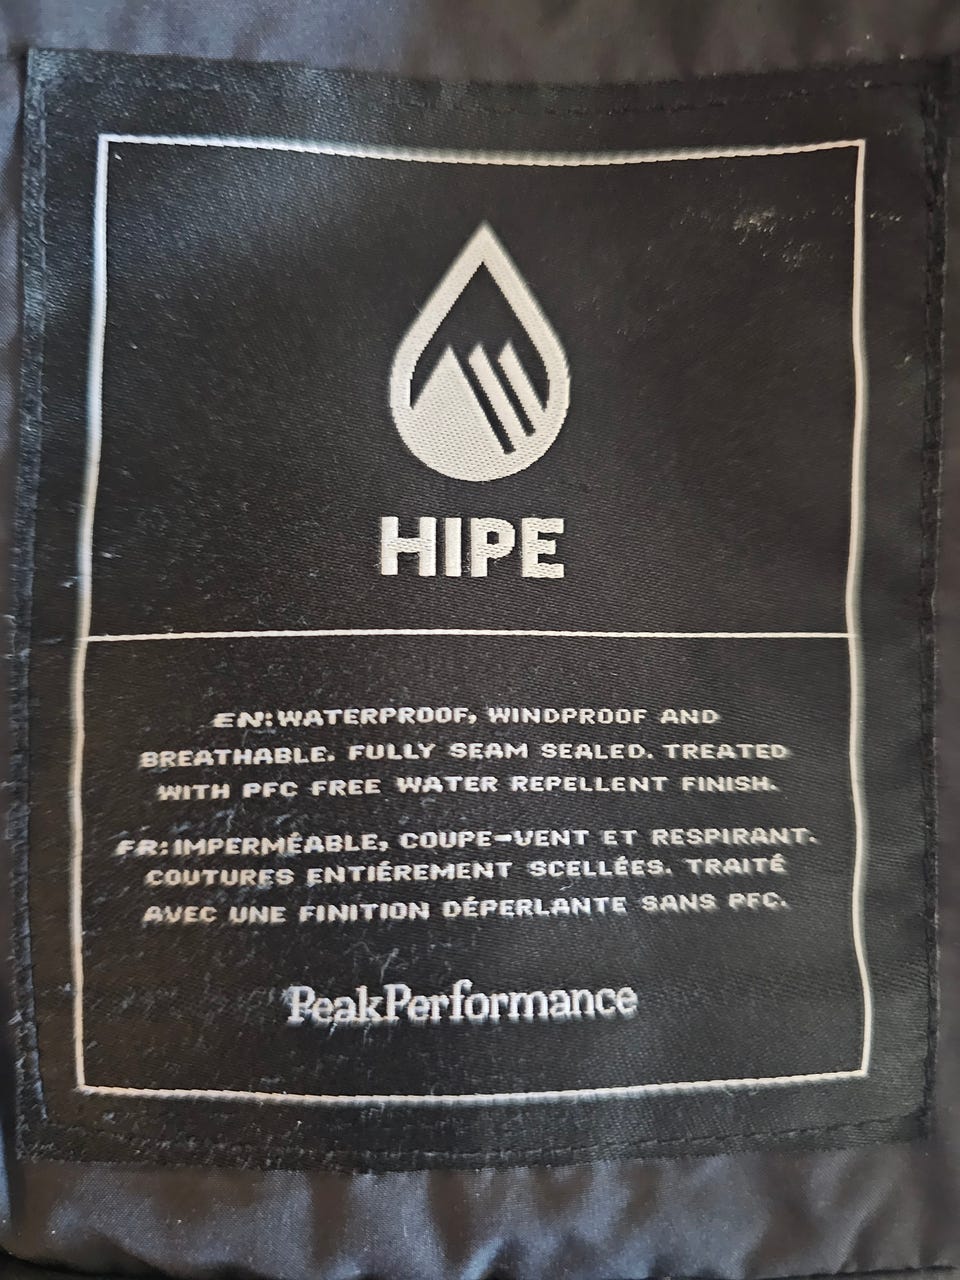 HIPE
EN: WATERPROOF, WINDPROOF AND
BREATHABLE. FULLY SEAM SEALED. TREATED
WITH PFC FREE WATER REPELLENT FINISH.
FR: IMPERMÉABLE, COUPE-VENT ET RESPIRANT.
COUTURES ENTIÉREMENT SCELLÉES. TRAITÉ
AVEC UNE FINITION DÉPERLANTE SANS PFC.
PeakPerformance